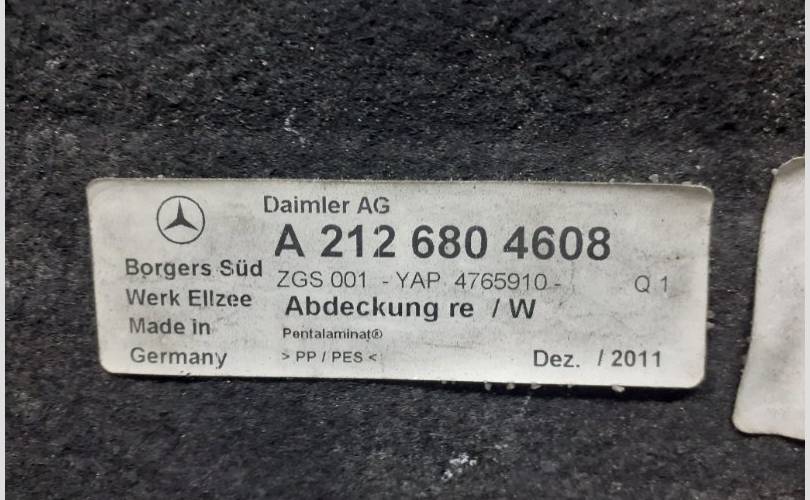 Daimler AG
A 212 680 4608
Borgers Süd
ZGS 001 - YAP 4765910 - Q 1
Werk Ellzee
Abdeckung re / W
Made in
Pentalaminat®
Germany
> PP / PES <
Dez. / 2011